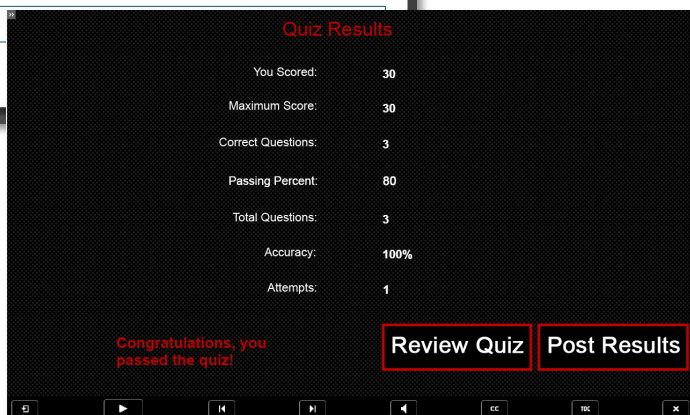 Quiz Results
You Scored: 30
Maximum Score: 30
Correct Questions: 3
Passing Percent: 80
Total Questions: 3
Accuracy: 100%
Attempts: 1
Congratulations, you
passed the quiz!
Review Quiz Post Results
CC TOC